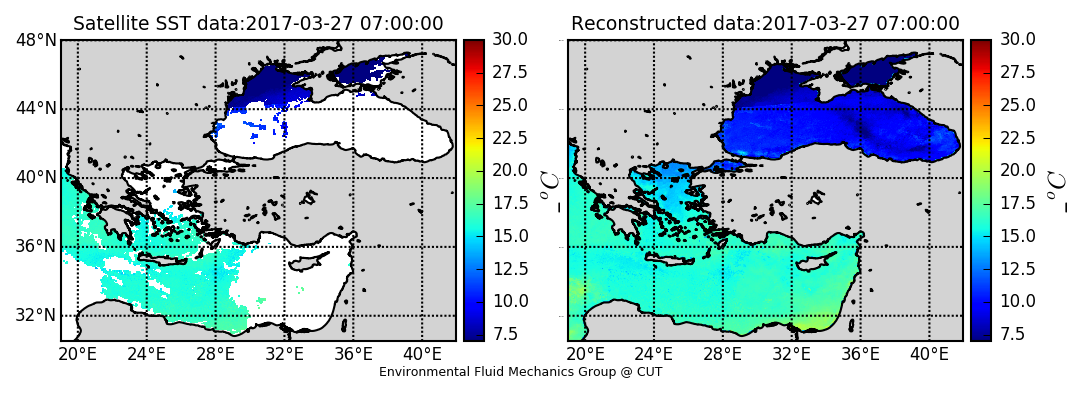 Satellite SST data:2017-03-27 07:00:00
48°N
44°N
40°N
36°N
32°N
20°E 24°E 28°E 32°E 36°E 40°E
30.0
27.5
25.0
22.5
20.0
17.5
15.0
12.5
10.0
7.5
_°C
Reconstructed data:2017-03-27 07:00:00
20°E 24°E 28°E 32°E 36°E 40°E
30.0
27.5
25.0
22.5
20.0
17.5
15.0
12.5
10.0
7.5
_°C
Environmental Fluid Mechanics Group @ CUT